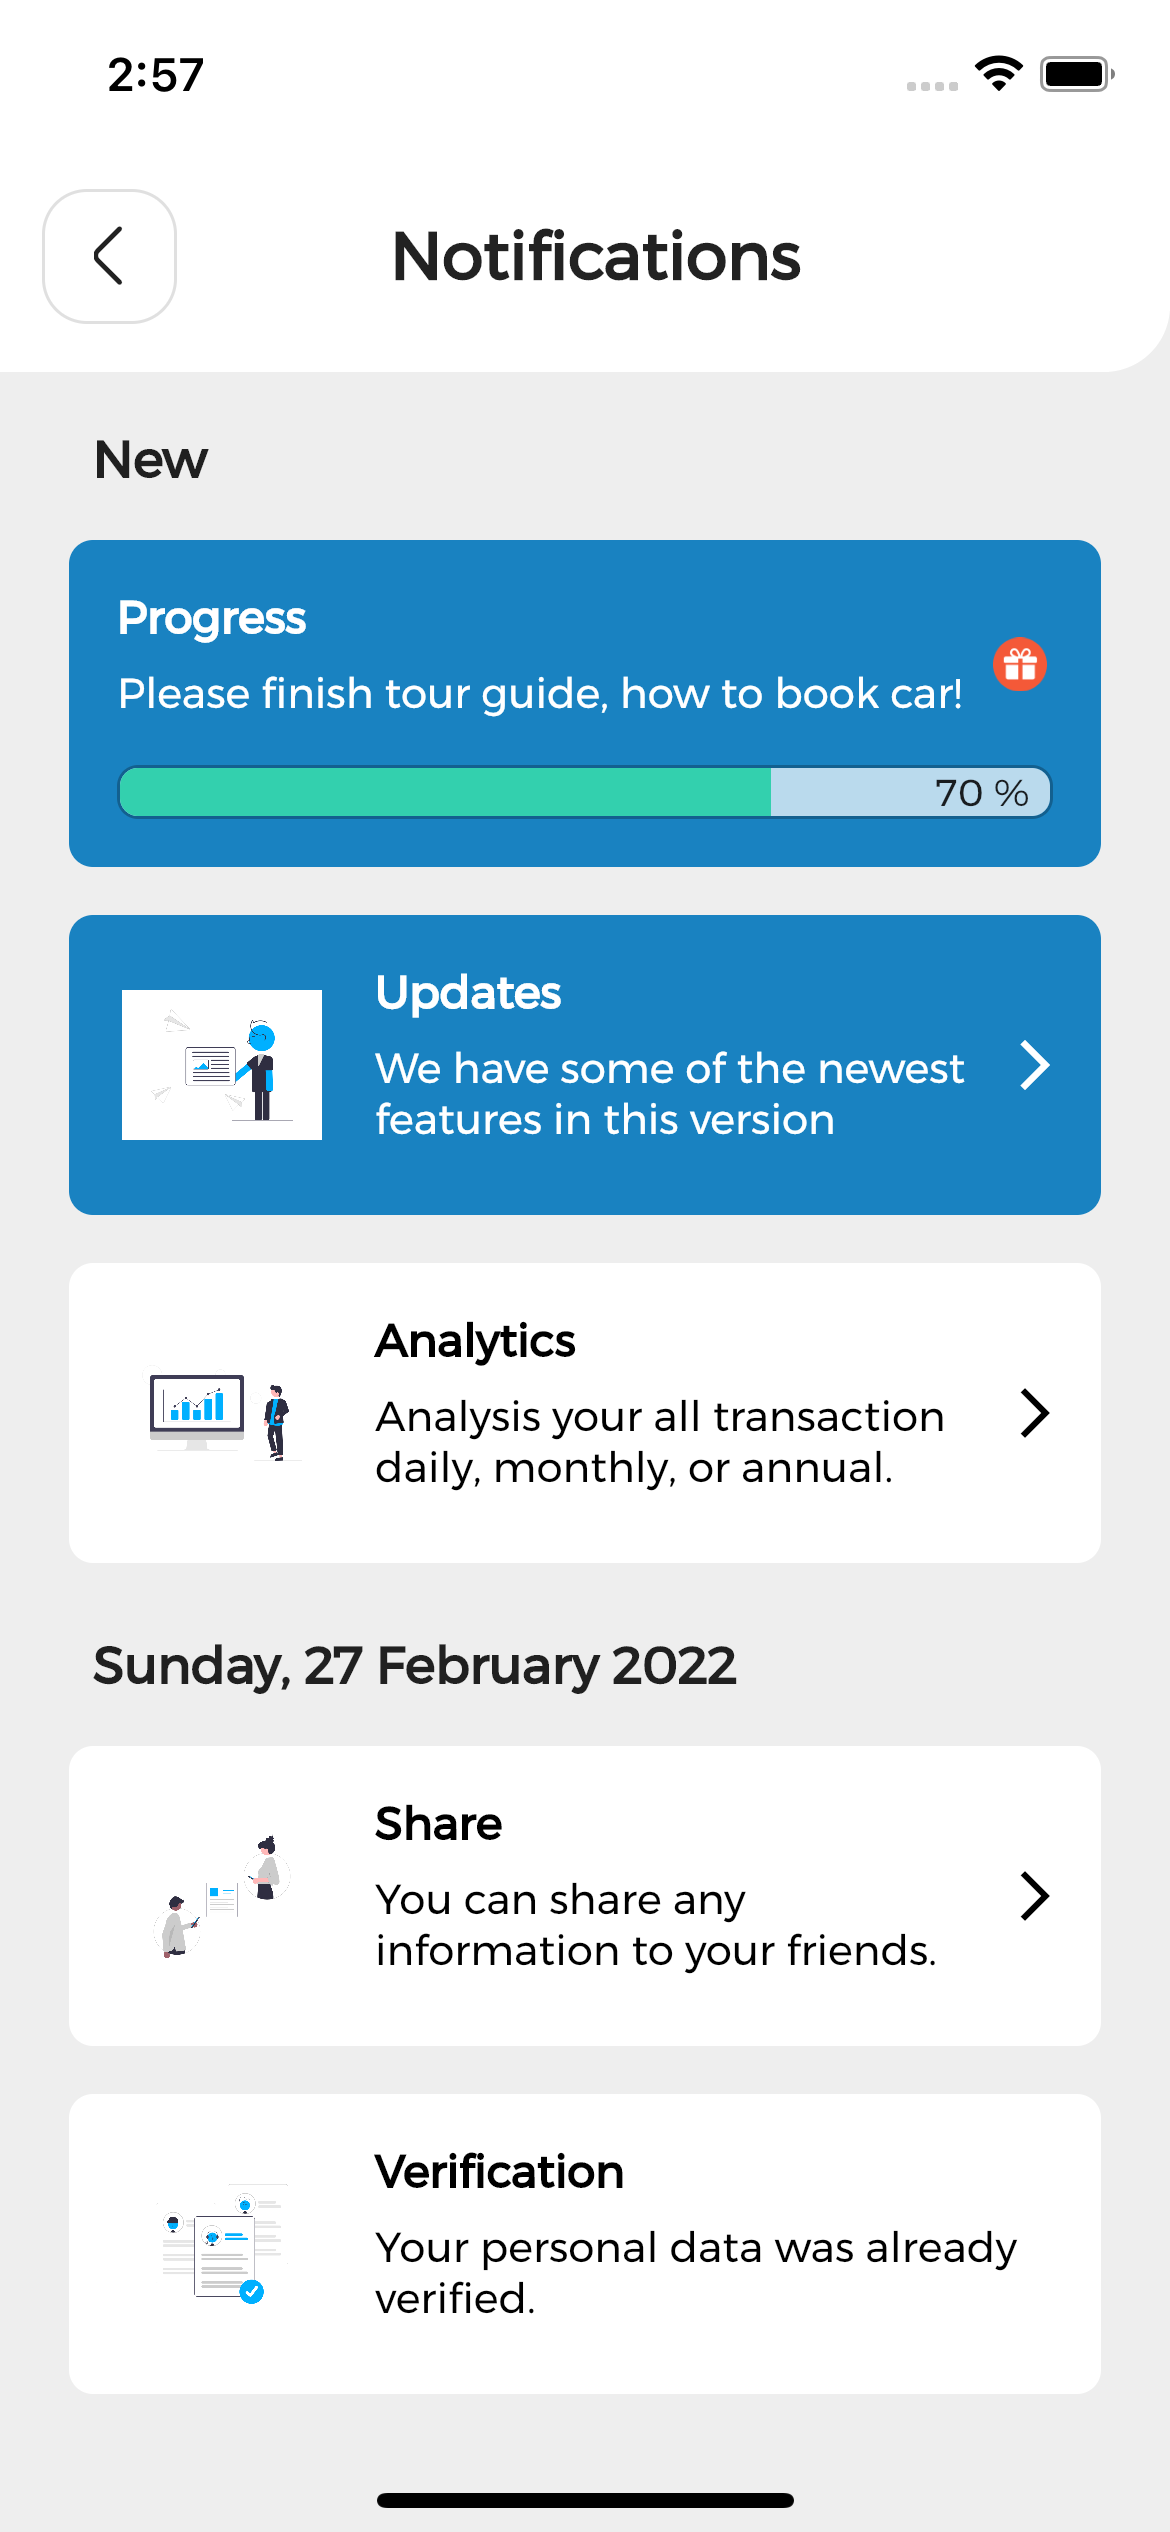 2:57
Notifications
New
Progress
Please finish tour guide, how to book car!
70 %
Updates
We have some of the newest
features in this version
Analytics
Analysis your all transaction
daily, monthly, or annual.
Sunday, 27 February 2022
Share
You can share any
information to your friends.
Verification
Your personal data was already
verified.